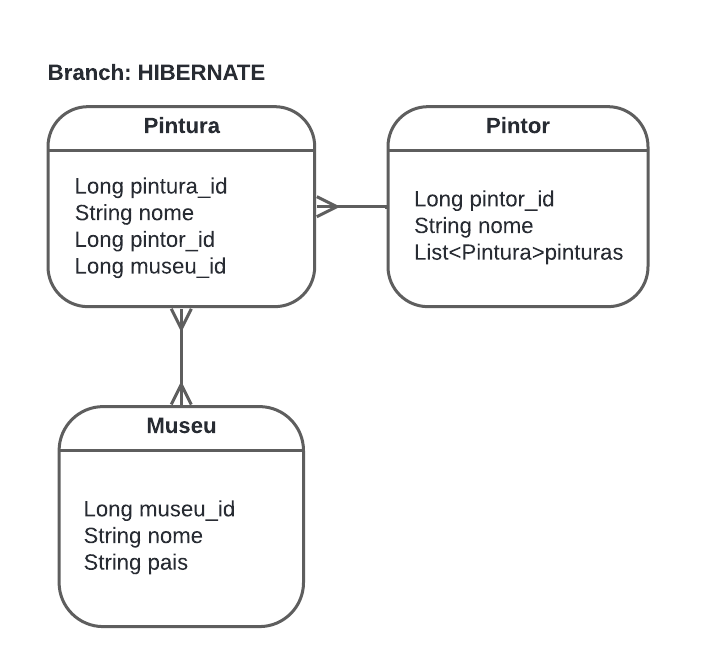 Branch: HIBERNATE
Pintura
Long pintura_id
String nome
Long pintor_id
Long museu_id
Pintor
Long pintor_id
String nome
List<Pintura>pinturas
Museu
Long museu_id
String nome
String pais